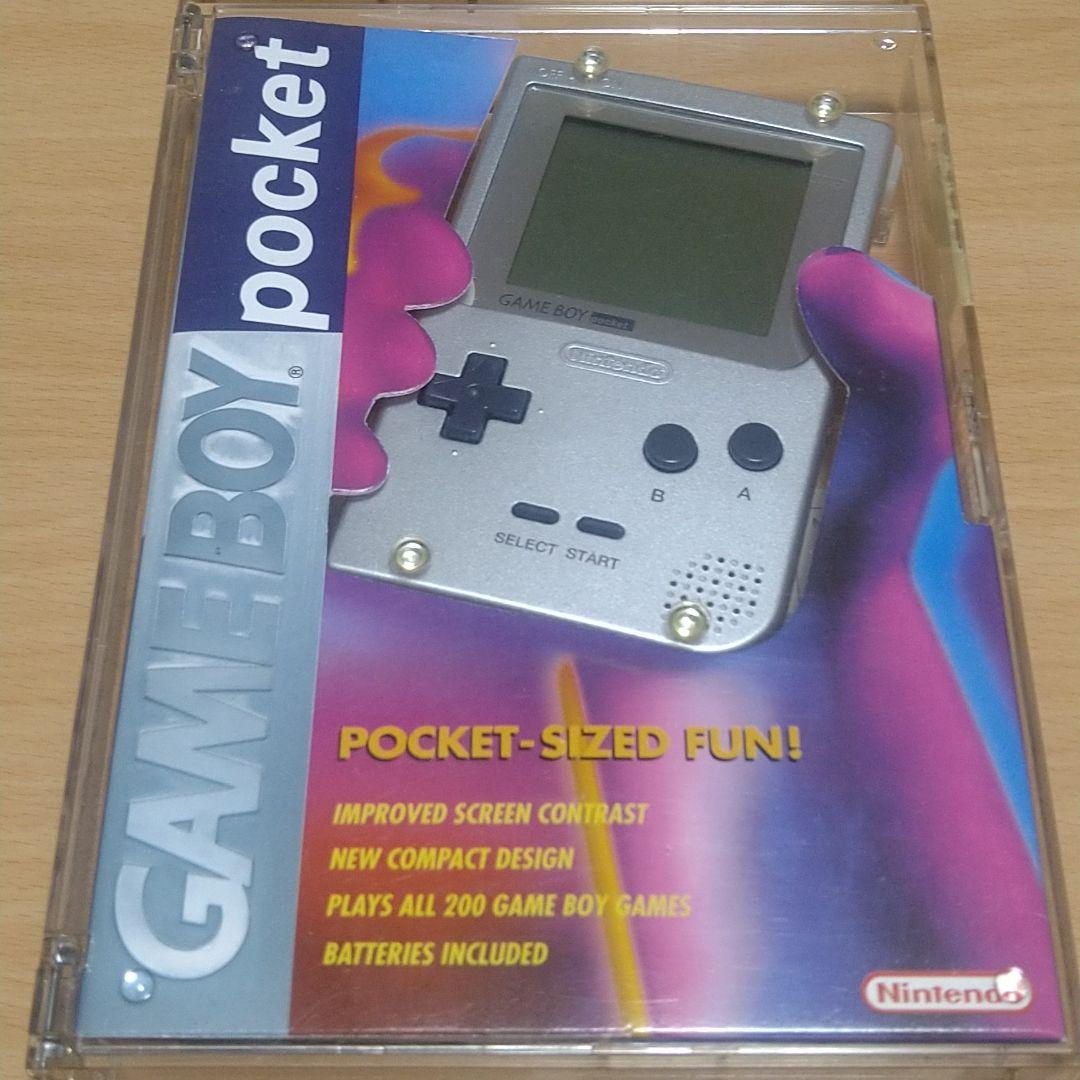 GAME BOY® pocket
OFF ON
GAME BOY pocket
Nintendo
B A
SELECT START
POCKET-SIZED FUN!
IMPROVED SCREEN CONTRAST
NEW COMPACT DESIGN
PLAYS ALL 200 GAME BOY GAMES
BATTERIES INCLUDED
Nintendo